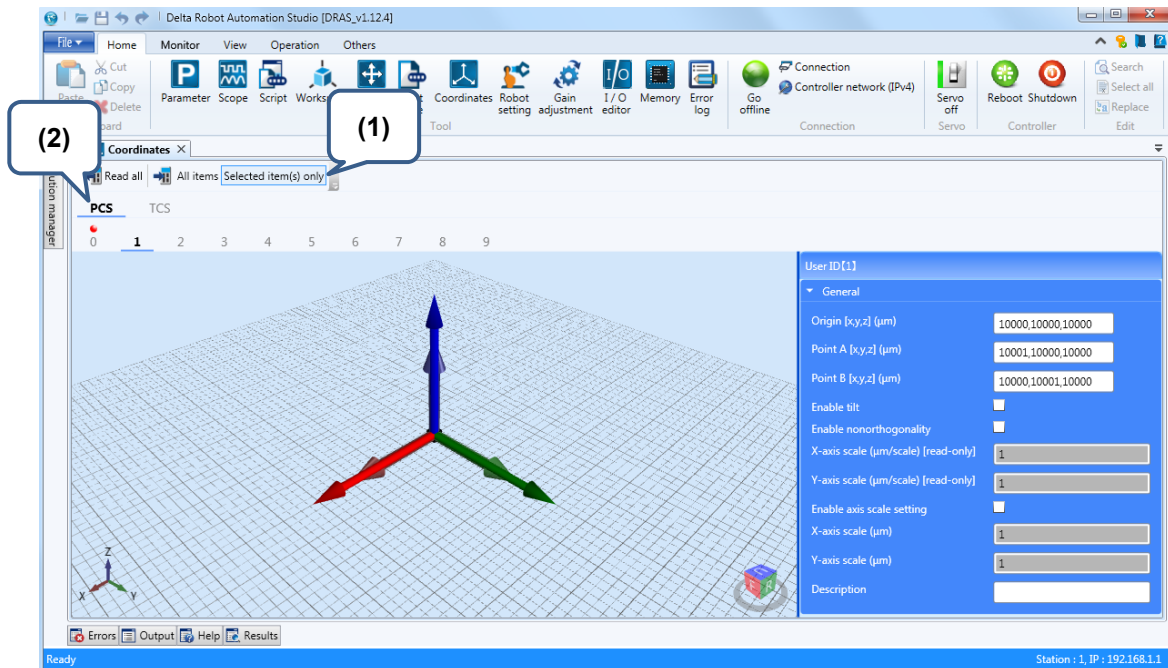 Delta Robot Automation Studio [DRAS_v1.12.4]
File Home Monitor View Operation Others
Paste Cut Copy Delete Parameter Scope Script Coordinates Robot setting Gain adjustment I / O editor Memory Error log Go offline Connection Controller network (IPv4) Servo off Reboot Shutdown Search Select all Replace
I/O
Tool Connection Servo Controller Edit
(2) (1)
Coordinates
Read all All items Selected item(s) only
manager
PCS TCS
0 1 2 3 4 5 6 7 8 9
User ID【1】
General
Origin [x,y,z] (μm) 10000,10000,10000
Point A [x,y,z] (μm) 10001,10000,10000
Point B [x,y,z] (μm) 10000,10001,10000
Enable tilt
Enable nonorthogonality
X-axis scale (μm/scale) [read-only] 1
Y-axis scale (μm/scale) [read-only] 1
Enable axis scale setting
X-axis scale (μm) 1
Y-axis scale (μm) 1
Description
Z
X Y
Errors Output Help Results
Ready Station : 1, IP : 192.168.1.1